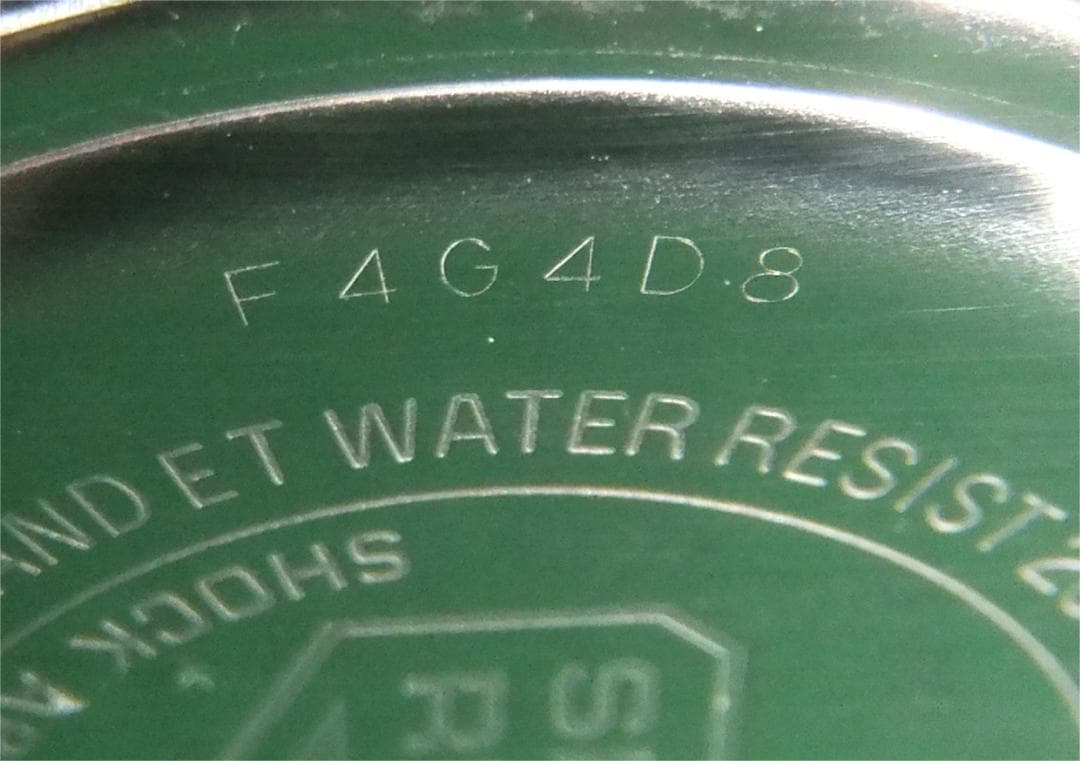 F4G4D8
AND ET WATER RESIST
SHOCK